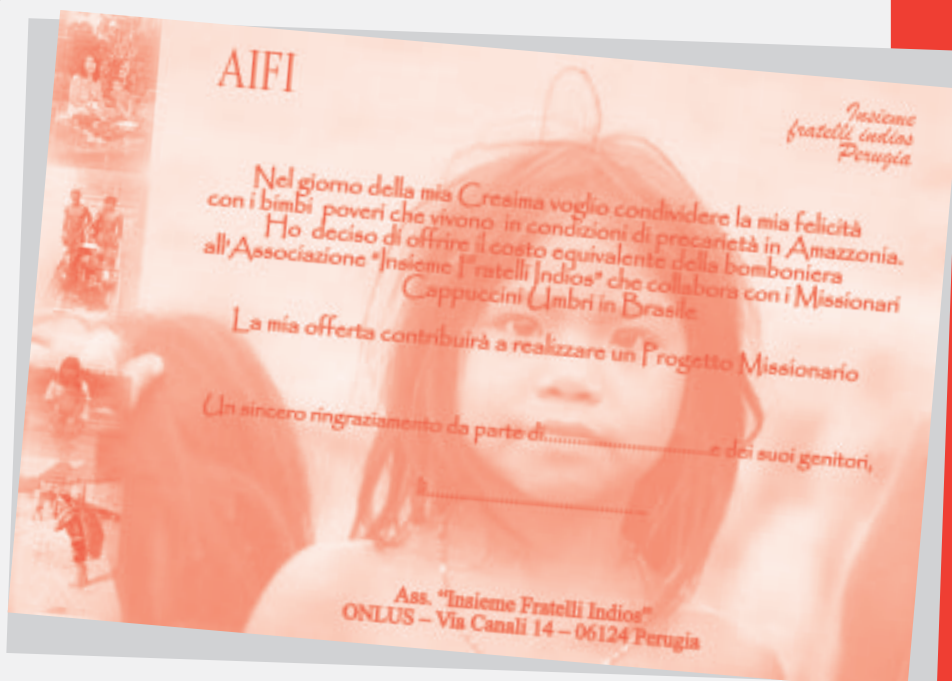 AIFI
Insieme
fratelli indios
Perugia
Nel giorno della mia Cresima voglio condividere la mia felicità
con i bimbi poveri che vivono in condizioni di precarietà in Amazzonia.
Ho deciso di offrire il costo equivalente della bomboniera
all'Associazione "Insieme Fratelli Indios" che collabora con i Missionari
Cappuccini Umbri in Brasile
La mia offerta contribuirà a realizzare un Progetto Missionario
Un sincero ringraziamento da parte di..............................e dei suoi genitori,
lì..........................................
Ass. "Insieme Fratelli Indios"
ONLUS – Via Canali 14 – 06124 Perugia